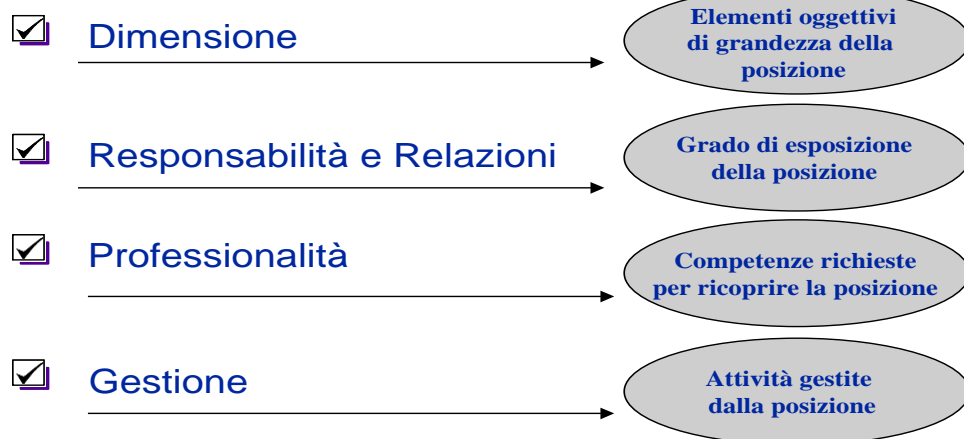 Dimensione
Elementi oggettivi
di grandezza della
posizione
Responsabilità e Relazioni
Grado di esposizione
della posizione
Professionalità
Competenze richieste
per ricoprire la posizione
Gestione
Attività gestite
dalla posizione